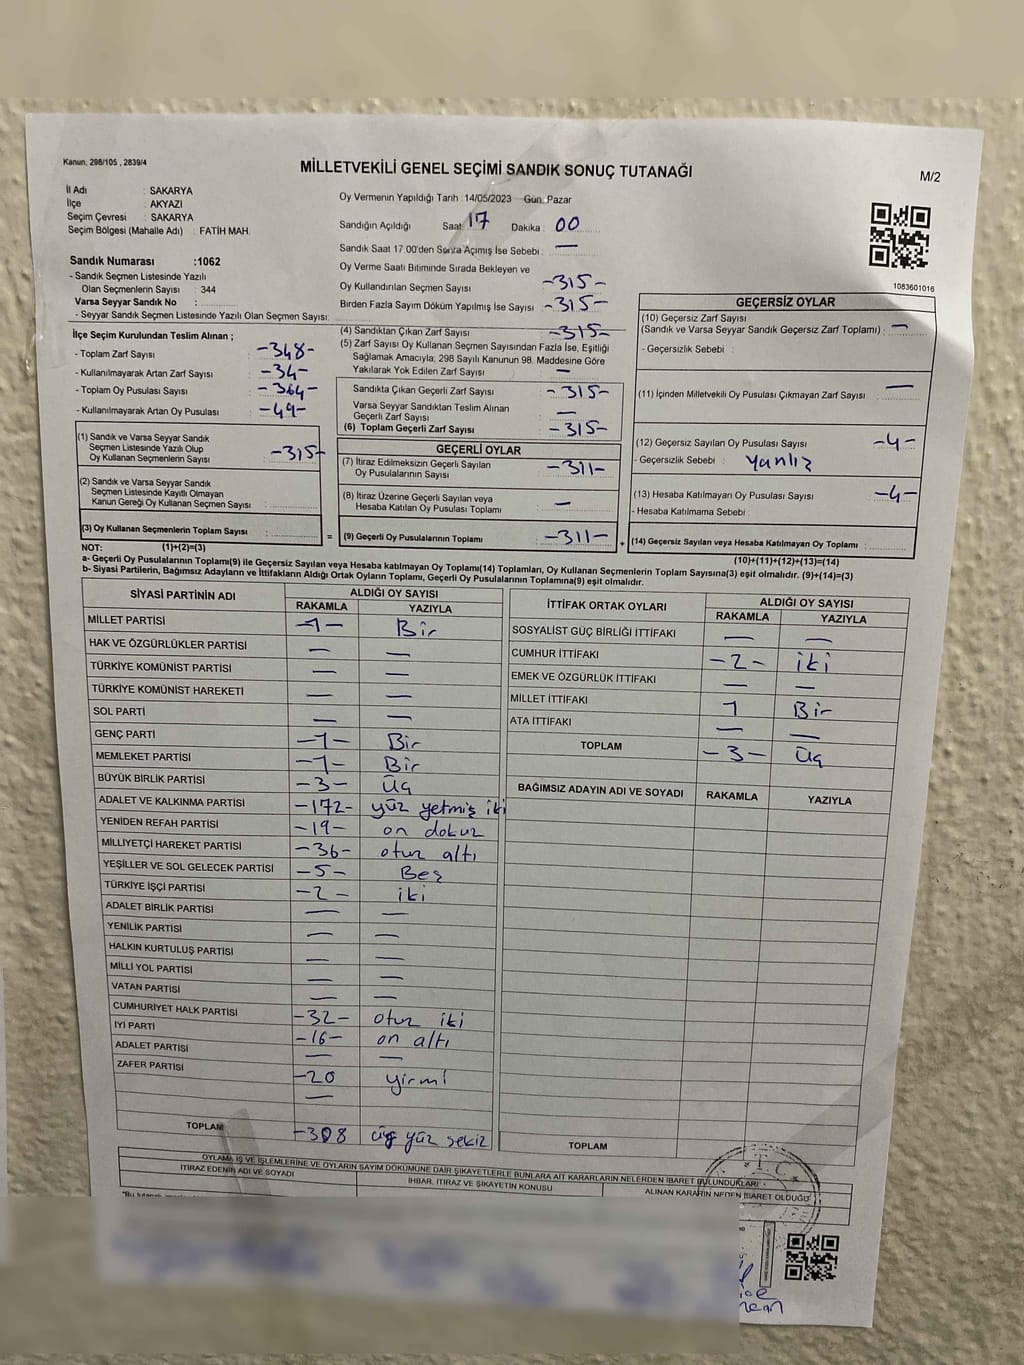 Kanun, 298/105 , 2839/4
MİLLETVEKİLİ GENEL SEÇİMİ SANDIK SONUÇ TUTANAĞI
M/2
İl Adı : SAKARYA
İlçe : AKYAZI
Seçim Çevresi : SAKARYA
Seçim Bölgesi (Mahalle Adı) : FATİH MAH.
Sandık Numarası :1062
- Sandık Seçmen Listesinde Yazılı
Olan Seçmenlerin Sayısı : 344
Varsa Seyyar Sandık No :
- Seyyar Sandık Seçmen Listesinde Yazılı Olan Seçmen Sayısı:
Oy Vermenin Yapıldığı Tarih :14/05/2023 Gün: Pazar
Sandığın Açıldığı Saat 17 Dakika 00
Sandık Saat 17.00'den Sonra Açılmış İse Sebebi : —
Oy Verme Saati Bitiminde Sırada Bekleyen ve
Oy Kullandırılan Seçmen Sayısı -315-
Birden Fazla Sayım Döküm Yapılmış İse Sayısı -315-
1083601016
İlçe Seçim Kurulundan Teslim Alınan ;
- Toplam Zarf Sayısı -348-
- Kullanılmayarak Artan Zarf Sayısı -34-
- Toplam Oy Pusulası Sayısı -364-
- Kullanılmayarak Artan Oy Pusulası -49-
(1) Sandık ve Varsa Seyyar Sandık
Seçmen Listesinde Yazılı Olup
Oy Kullanan Seçmenlerin Sayısı -315-
(2) Sandık ve Varsa Seyyar Sandık
Seçmen Listesinde Kayıtlı Olmayan
Kanun Gereği Oy Kullanan Seçmen Sayısı
(3) Oy Kullanan Seçmenlerin Toplam Sayısı :
(4) Sandıktan Çıkan Zarf Sayısı -315-
(5) Zarf Sayısı Oy Kullanan Seçmen Sayısından Fazla İse, Eşitliği
Sağlamak Amacıyla; 298 Sayılı Kanunun 98. Maddesine Göre
Yakılarak Yok Edilen Zarf Sayısı —
Sandıkta Çıkan Geçerli Zarf Sayısı -315-
Varsa Seyyar Sandıktan Teslim Alınan
Geçerli Zarf Sayısı —
(6) Toplam Geçerli Zarf Sayısı -315-
GEÇERLİ OYLAR
(7) İtiraz Edilmeksizin Geçerli Sayılan
Oy Pusulalarının Sayısı -311-
(8) İtiraz Üzerine Geçerli Sayılan veya
Hesaba Katılan Oy Pusulası Toplamı —
= (9) Geçerli Oy Pusulalarının Toplamı -311- +
GEÇERSİZ OYLAR
(10) Geçersiz Zarf Sayısı
(Sandık ve Varsa Seyyar Sandık Geçersiz Zarf Toplamı) : —
- Geçersizlik Sebebi :
(11) İçinden Milletvekili Oy Pusulası Çıkmayan Zarf Sayısı —
(12) Geçersiz Sayılan Oy Pusulası Sayısı -4-
- Geçersizlik Sebebi : Yanlız
(13) Hesaba Katılmayan Oy Pusulası Sayısı -4-
- Hesaba Katılmama Sebebi :
(14) Geçersiz Sayılan veya Hesaba Katılmayan Oy Toplamı :
NOT: (1)+(2)=(3)
(10)+(11)+(12)+(13)=(14)
a- Geçerli Oy Pusulalarının Toplamı(9) ile Geçersiz Sayılan veya Hesaba katılmayan Oy Toplamı(14) Toplamları, Oy Kullanan Seçmenlerin Toplam Sayısına(3) eşit olmalıdır. (9)+(14)=(3)
b- Siyasi Partilerin, Bağımsız Adayların ve İttifakların Aldığı Ortak Oyların Toplamı, Geçerli Oy Pusulalarının Toplamına(9) eşit olmalıdır.
SİYASİ PARTİNİN ADI ALDIĞI OY SAYISI
RAKAMLA YAZIYLA
MİLLET PARTİSİ -1- Bir
HAK VE ÖZGÜRLÜKLER PARTİSİ — —
TÜRKİYE KOMÜNİST PARTİSİ — —
TÜRKİYE KOMÜNİST HAREKETİ — —
SOL PARTİ — —
GENÇ PARTİ -1- Bir
MEMLEKET PARTİSİ -1- Bir
BÜYÜK BİRLİK PARTİSİ -3- Üç
ADALET VE KALKINMA PARTİSİ -172- yüz yetmiş iki
YENİDEN REFAH PARTİSİ -19- on dokuz
MİLLİYETÇİ HAREKET PARTİSİ -36- otuz altı
YEŞİLLER VE SOL GELECEK PARTİSİ -5- Beş
TÜRKİYE İŞÇİ PARTİSİ -2- iki
ADALET BİRLİK PARTİSİ — —
YENİLİK PARTİSİ — —
HALKIN KURTULUŞ PARTİSİ — —
MİLLİ YOL PARTİSİ — —
VATAN PARTİSİ — —
CUMHURİYET HALK PARTİSİ -32- otuz iki
İYİ PARTİ -16- on altı
ADALET PARTİSİ — —
ZAFER PARTİSİ -20 yirmi
—
TOPLAM -308 üç yüz sekiz
İTTİFAK ORTAK OYLARI ALDIĞI OY SAYISI
RAKAMLA YAZIYLA
SOSYALİST GÜÇ BİRLİĞİ İTTİFAKI — —
CUMHUR İTTİFAKI -2- iki
EMEK VE ÖZGÜRLÜK İTTİFAKI — —
MİLLET İTTİFAKI 1 Bir
ATA İTTİFAKI — —
TOPLAM -3- Üç
BAĞIMSIZ ADAYIN ADI VE SOYADI RAKAMLA YAZIYLA
TOPLAM
OYLAMA İŞ VE İŞLEMLERİNE VE OYLARIN SAYIM DÖKÜMÜNE DAİR ŞİKAYETLERLE BUNLARA AİT KARARLARIN NELERDEN İBARET BULUNDUKLARI
İTİRAZ EDENİN ADI VE SOYADI İHBAR, İTİRAZ VE ŞİKAYETİN KONUSU ALINAN KARARIN NEDEN İBARET OLDUĞU
T.C.